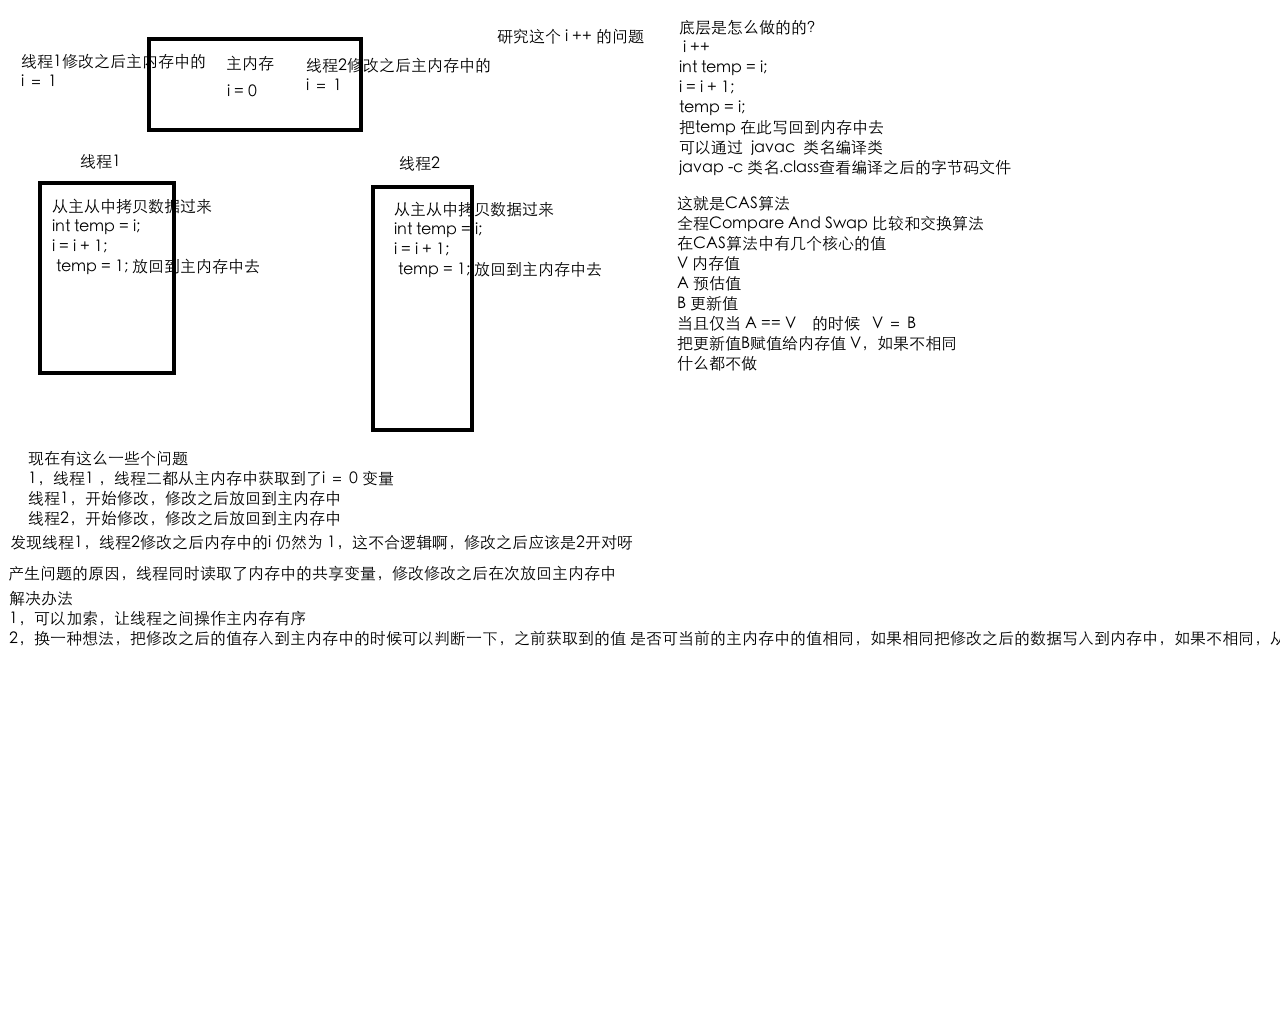 研究这个 i ++ 的问题
线程1修改之后主内存中的
i = 1
主内存
i = 0
线程2修改之后主内存中的
i = 1
线程1
从主从中拷贝数据过来
int temp = i;
i = i + 1;
temp = 1; 放回到主内存中去
线程2
从主从中拷贝数据过来
int temp = i;
i = i + 1;
temp = 1; 放回到主内存中去
底层是怎么做的的?
i ++
int temp = i;
i = i + 1;
temp = i;
把temp 在此写回到内存中去
可以通过 javac 类名编译类
javap -c 类名.class查看编译之后的字节码文件
这就是CAS算法
全程Compare And Swap 比较和交换算法
在CAS算法中有几个核心的值
V 内存值
A 预估值
B 更新值
当且仅当 A == V 的时候 V = B
把更新值B赋值给内存值 V，如果不相同
什么都不做
现在有这么一些个问题
1，线程1 ，线程二都从主内存中获取到了i = 0 变量
线程1，开始修改，修改之后放回到主内存中
线程2，开始修改，修改之后放回到主内存中
发现线程1，线程2修改之后内存中的i 仍然为 1，这不合逻辑啊，修改之后应该是2开对呀
产生问题的原因，线程同时读取了内存中的共享变量，修改修改之后在次放回主内存中
解决办法
1，可以加索，让线程之间操作主内存有序
2，换一种想法，把修改之后的值存入到主内存中的时候可以判断一下，之前获取到的值 是否可当前的主内存中的值相同，如果相同把修改之后的数据写入到内存中，如果不相同，从